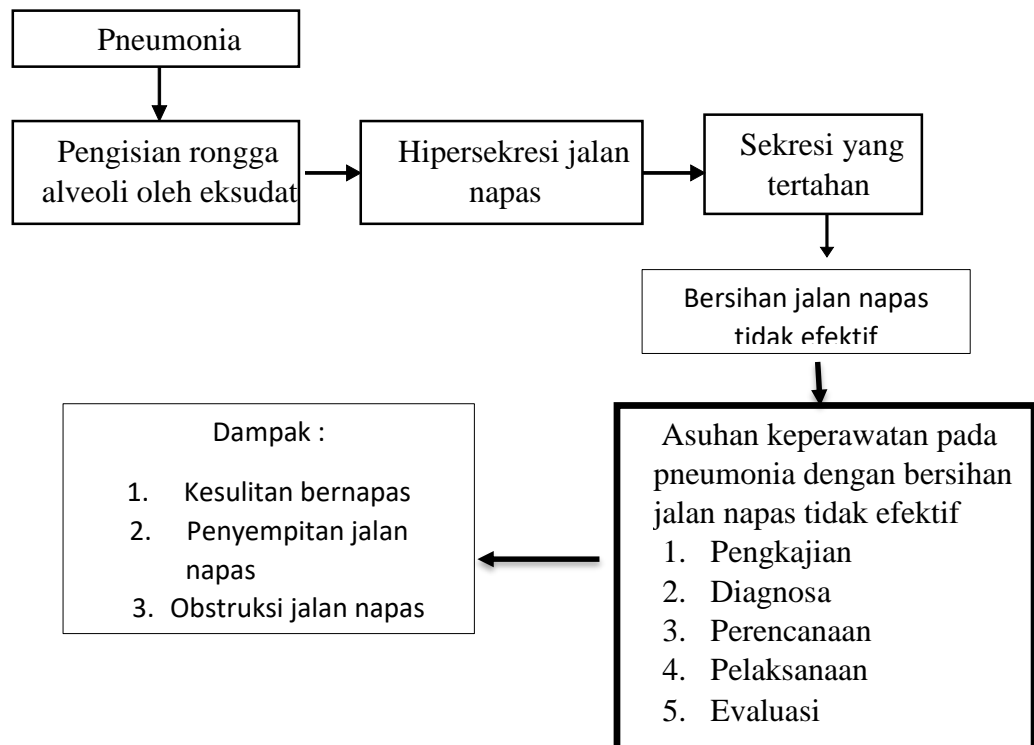 Pneumonia
Pengisian rongga
alveoli oleh eksudat
Hipersekresi jalan
napas
Sekresi yang
tertahan
Bersihan jalan napas
tidak efektif
Asuhan keperawatan pada
pneumonia dengan bersihan
jalan napas tidak efektif
1. Pengkajian
2. Diagnosa
3. Perencanaan
4. Pelaksanaan
5. Evaluasi
Dampak :
1. Kesulitan bernapas
2. Penyempitan jalan
napas
3. Obstruksi jalan napas